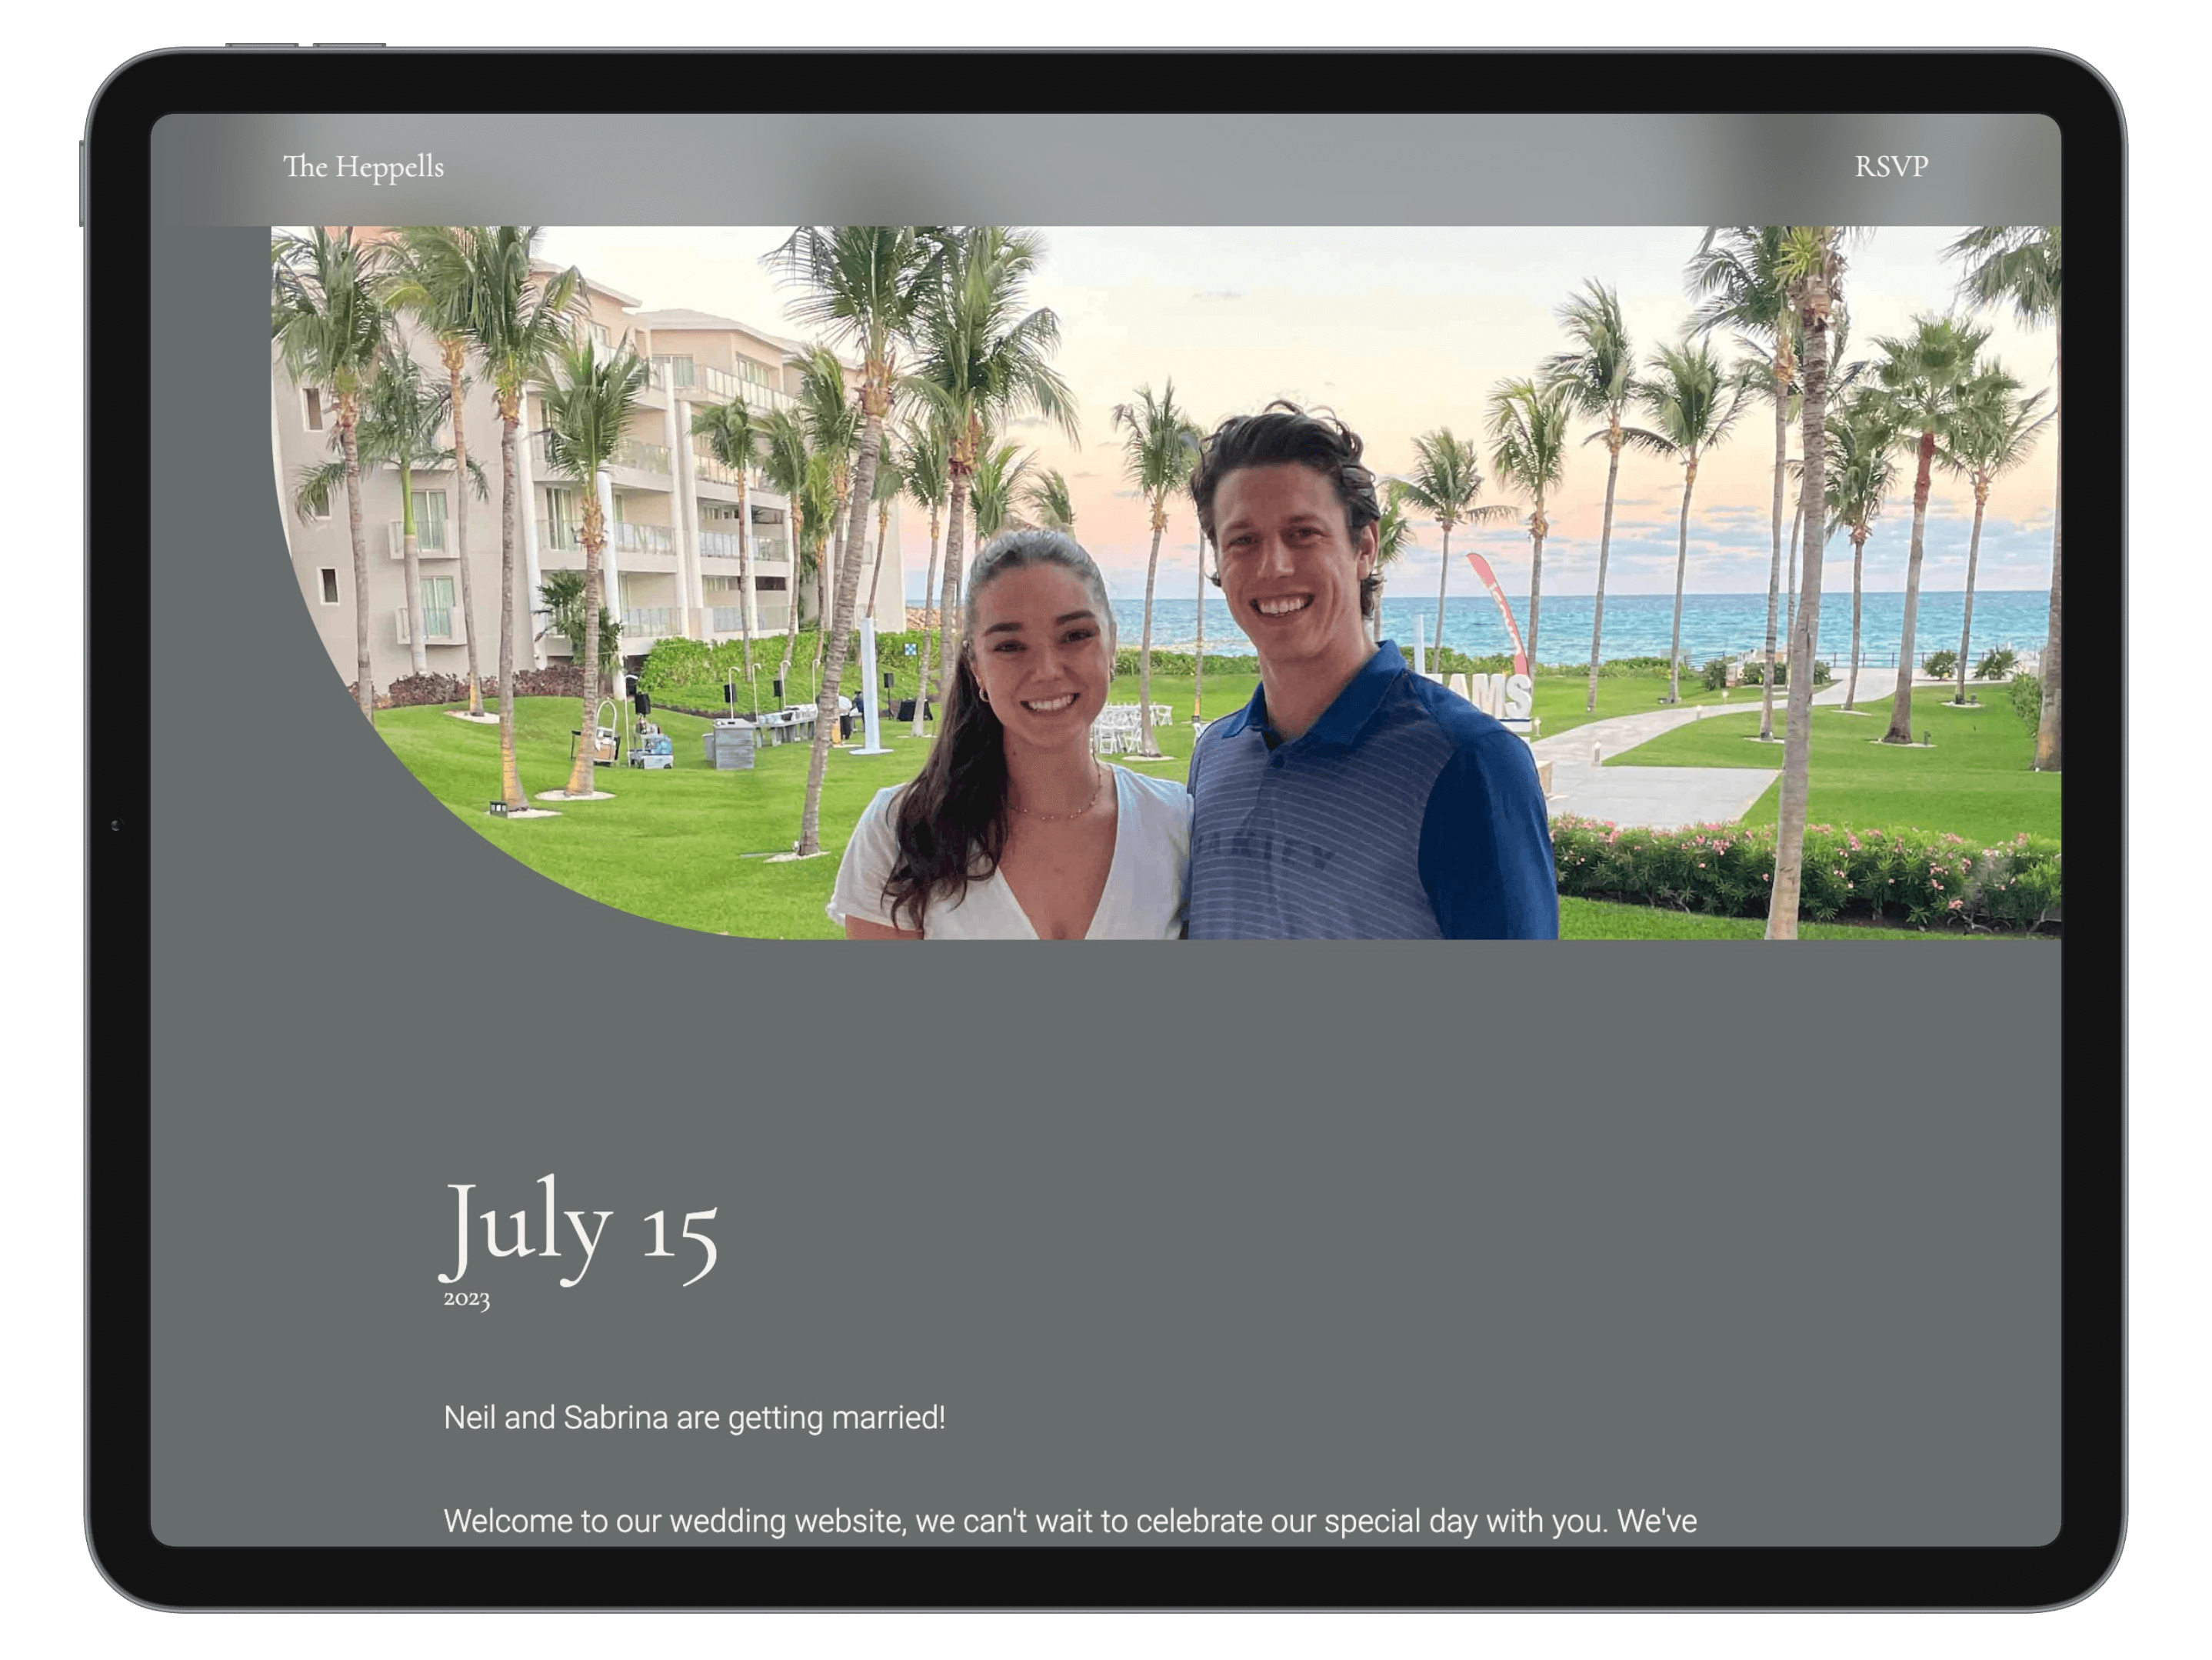 The Heppells
RSVP
AMS
July 15
2023
Neil and Sabrina are getting married!
Welcome to our wedding website, we can't wait to celebrate our special day with you. We've